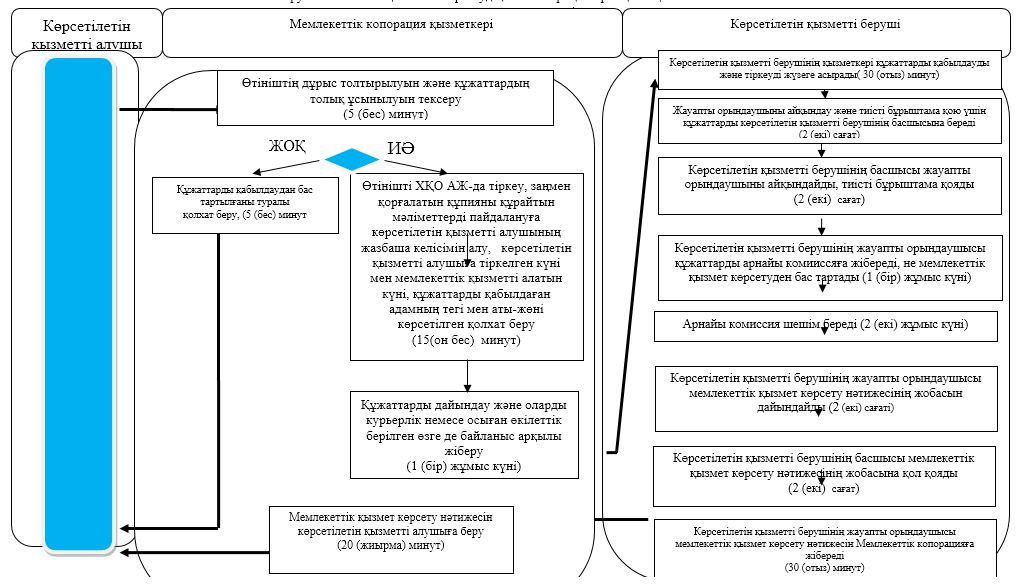 Көрсетілетін
қызметті алушы
Мемлекеттік копорация қызметкері
Көрсетілетін қызметті беруші
Өтініштің дұрыс толтырылуын және құжаттардың
толық ұсынылуын тексеру
(5 (бес) минут)
ЖОҚ
ИӘ
Құжаттарды қабылдаудан бас
тартылғаны туралы
қолхат беру, (5 (бес) минут
Өтінішті ХҚО АЖ-да тіркеу, заңмен
қорғалатын құпияны құрайтын
мәліметтерді пайдалануға
көрсетілетін қызметті алушының
жазбаша келісімін алу, көрсетілетін
қызметті алушыға тіркелген күні
мен мемлекеттік қызметті алатын
күні, құжаттарды қабылдаған
адамның тегі мен аты-жөні
көрсетілген қолхат беру
(15(он бес) минут)
Құжаттарды дайындау және оларды
курьерлік немесе осыған өкілеттік
берілген өзге де байланыс арқылы
жіберу
(1 (бір) жұмыс күні)
Мемлекеттік қызмет көрсету нәтижесін
көрсетілетін қызметті алушыға беру
(20 (жиырма) минут)
Көрсетілетін қызметті берушінің қызметкері құжаттарды қабылдауды
және тіркеуді жүзеге асырады( 30 (отыз) минут)
Жауапты орындаушыны айқындау және тиісті бұрыштама қою үшін
құжаттарды көрсетілетін қызметті берушінің басшысына береді
(2 (екі) сағат)
Көрсетілетін қызметті берушінің басшысы жауапты
орындаушыны айқындайды, тиісті бұрыштама қояды
(2 (екі) сағат)
Көрсетілетін қызметті берушінің жауапты орындаушысы
құжаттарды арнайы комиссяға жібереді, не мемлекеттік
қызмет көрсетуден бас тартады (1 (бір) жұмыс күні)
Арнайы комиссия шешім береді (2 (екі) жұмыс күні)
Көрсетілетін қызметті берушінің жауапты орындаушысы
мемлекеттік қызмет көрсету нәтижесінің жобасын
дайындайды (2 (екі) сағаті)
Көрсетілетін қызметті берушінің басшысы мемлекеттік
қызмет көрсету нәтижесінің жобасына қол қояды
(2 (екі) сағат)
Көрсетілетін қызметті берушінің жауапты орындаушысы
мемлекеттік қызмет көрсету нәтижесін Мемлекеттік копорацияға
жібереді
(30 (отыз) минут)